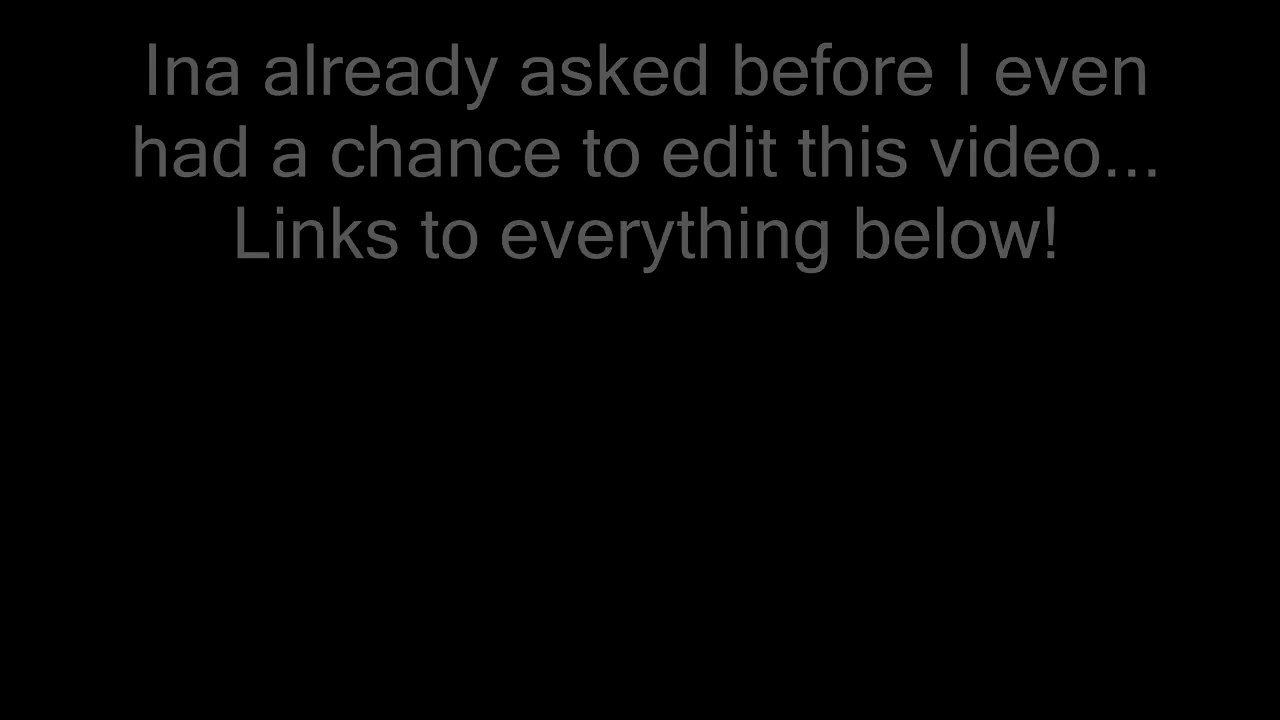 Ina already asked before I even
had a chance to edit this video...
Links to everything below!